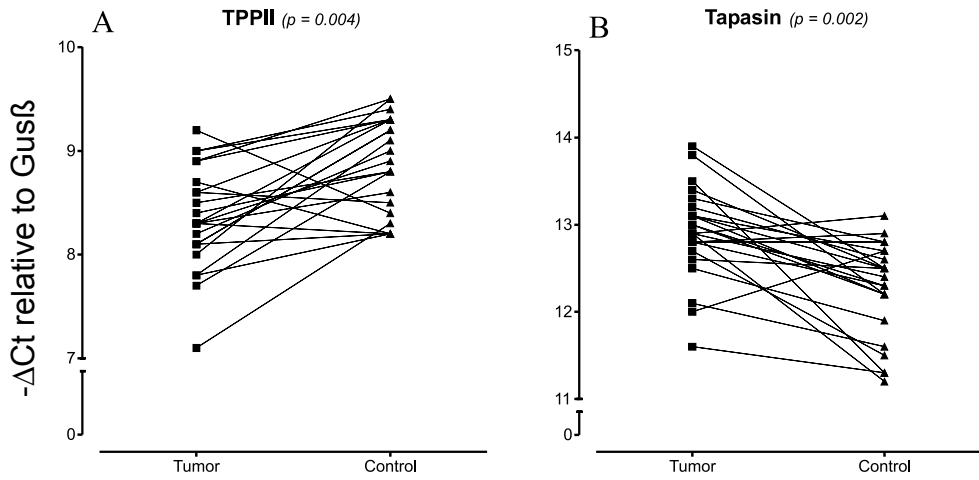 A
TPPII (p = 0.004)
B
Tapasin (p = 0.002)
-ΔCt relative to Gusß
10
9
8
7
0
Tumor
Control
15
14
13
12
11
0
Tumor
Control